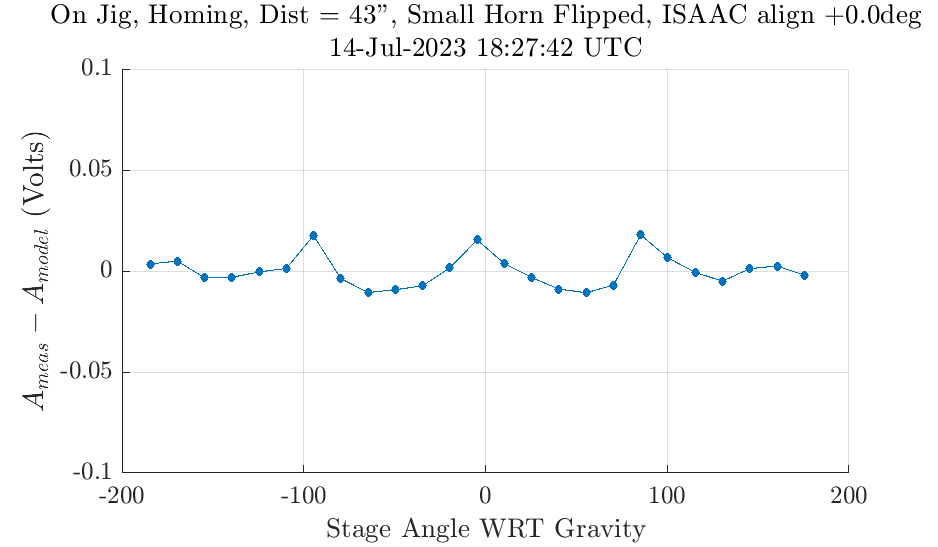 On Jig, Homing, Dist = 43”, Small Horn Flipped, ISAAC align +0.0deg
14-Jul-2023 18:27:42 UTC
0.1
0.05
0
-0.05
-0.1
A_meas − A_model (Volts)
-200 -100 0 100 200
Stage Angle WRT Gravity